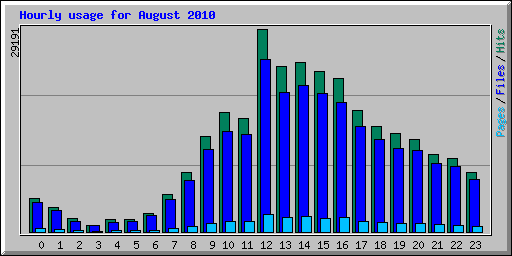 Hourly usage for August 2010
29191
Pages / Files / Hits
0 1 2 3 4 5 6 7 8 9 10 11 12 13 14 15 16 17 18 19 20 21 22 23